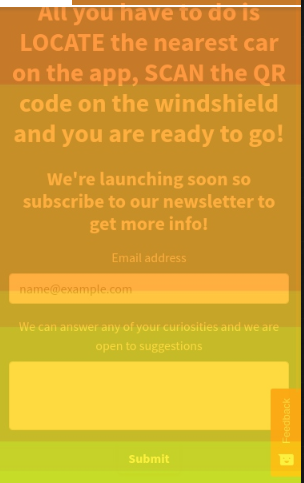 All you have to do is
LOCATE the nearest car
on the app, SCAN the QR
code on the windshield
and you are ready to go!
We're launching soon so
subscribe to our newsletter to
get more info!
Email address
name@example.com
We can answer any of your curiosities and we are
open to suggestions
Feedback
Submit